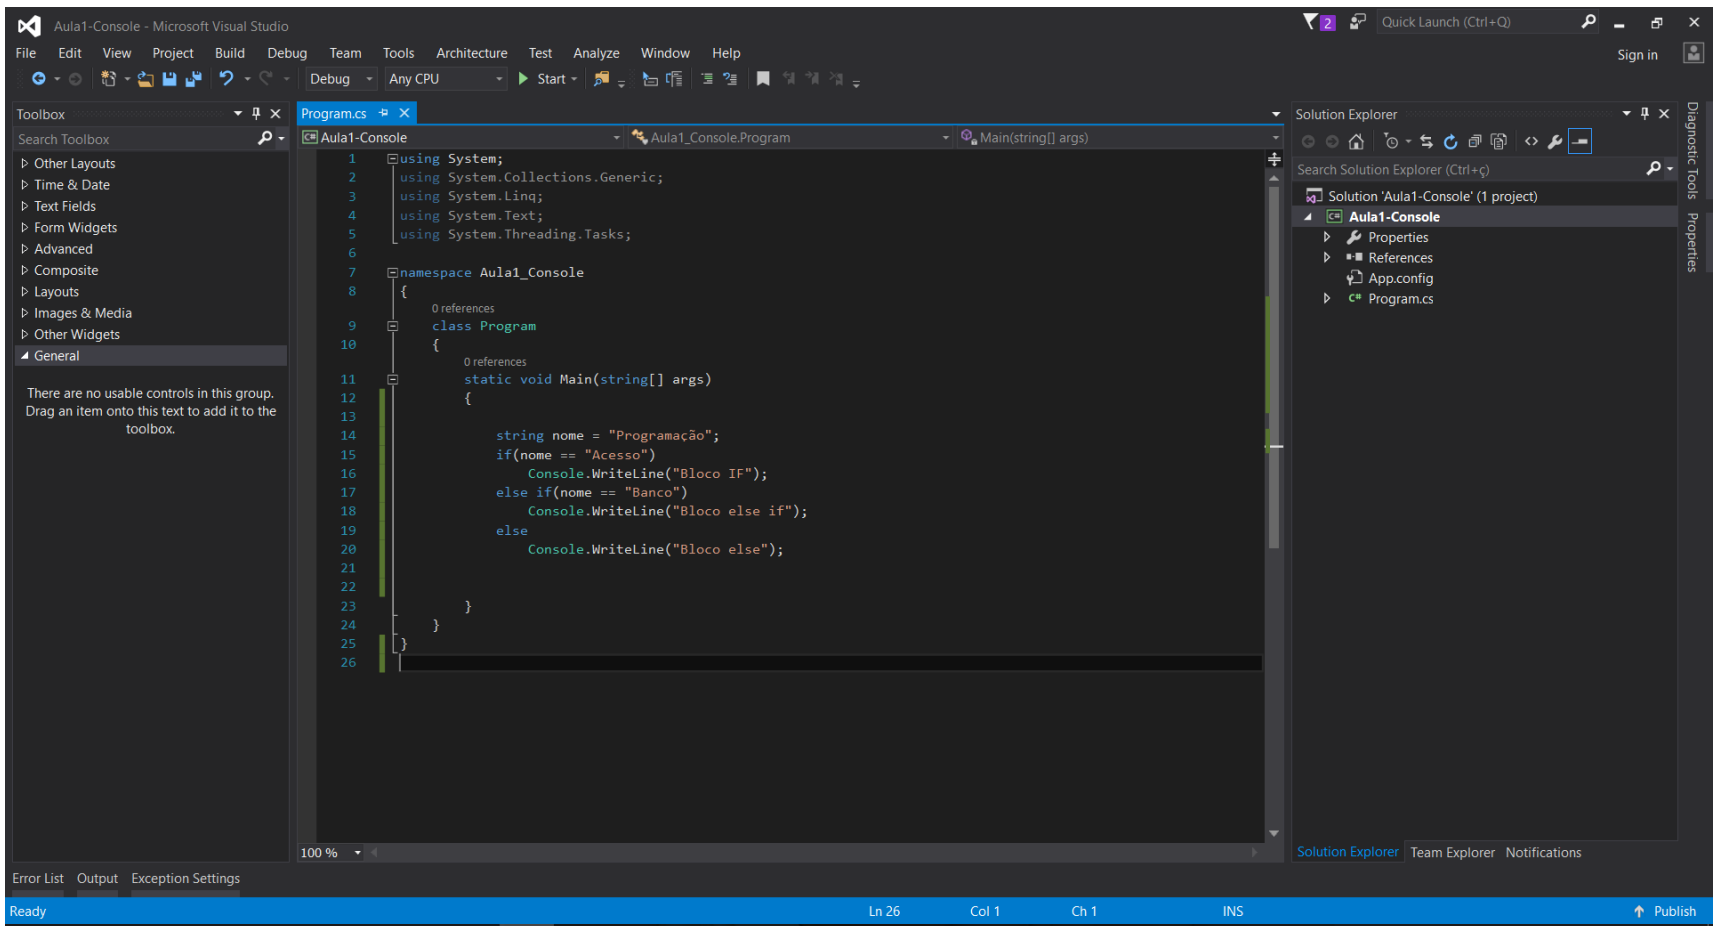 Aula1-Console - Microsoft Visual Studio
2
Quick Launch (Ctrl+Q)
File Edit View Project Build Debug Team Tools Architecture Test Analyze Window Help
Sign in
Debug Any CPU Start
Toolbox
Search Toolbox
Other Layouts
Time & Date
Text Fields
Form Widgets
Advanced
Composite
Layouts
Images & Media
Other Widgets
General
There are no usable controls in this group.
Drag an item onto this text to add it to the
toolbox.
Program.cs
Aula1-Console Aula1_Console.Program Main(string[] args)
1 using System;
2 using System.Collections.Generic;
3 using System.Linq;
4 using System.Text;
5 using System.Threading.Tasks;
6
7 namespace Aula1_Console
8 {
0 references
9 class Program
10 {
0 references
11 static void Main(string[] args)
12 {
13
14 string nome = "Programação";
15 if(nome == "Acesso")
16 Console.WriteLine("Bloco IF");
17 else if(nome == "Banco")
18 Console.WriteLine("Bloco else if");
19 else
20 Console.WriteLine("Bloco else");
21
22
23 }
24 }
25 }
26
100 %
Solution Explorer
Search Solution Explorer (Ctrl+ç)
Solution 'Aula1-Console' (1 project)
C# Aula1-Console
Properties
References
App.config
C# Program.cs
Solution Explorer Team Explorer Notifications
Diagnostic Tools
Properties
Error List Output Exception Settings
Ready Ln 26 Col 1 Ch 1 INS Publish